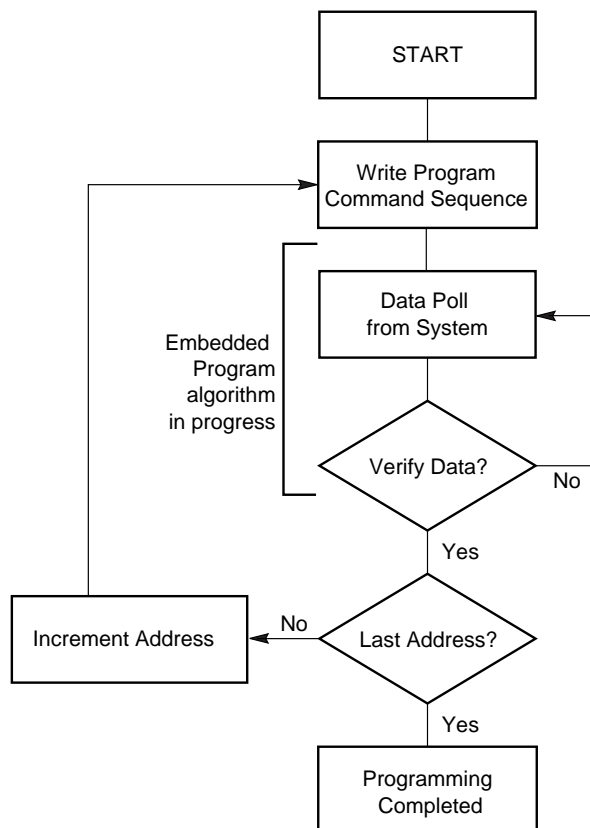 START
Write Program
Command Sequence
Data Poll
from System
Embedded
Program
algorithm
in progress
Verify Data?
No
Yes
Last Address?
No
Increment Address
Yes
Programming
Completed